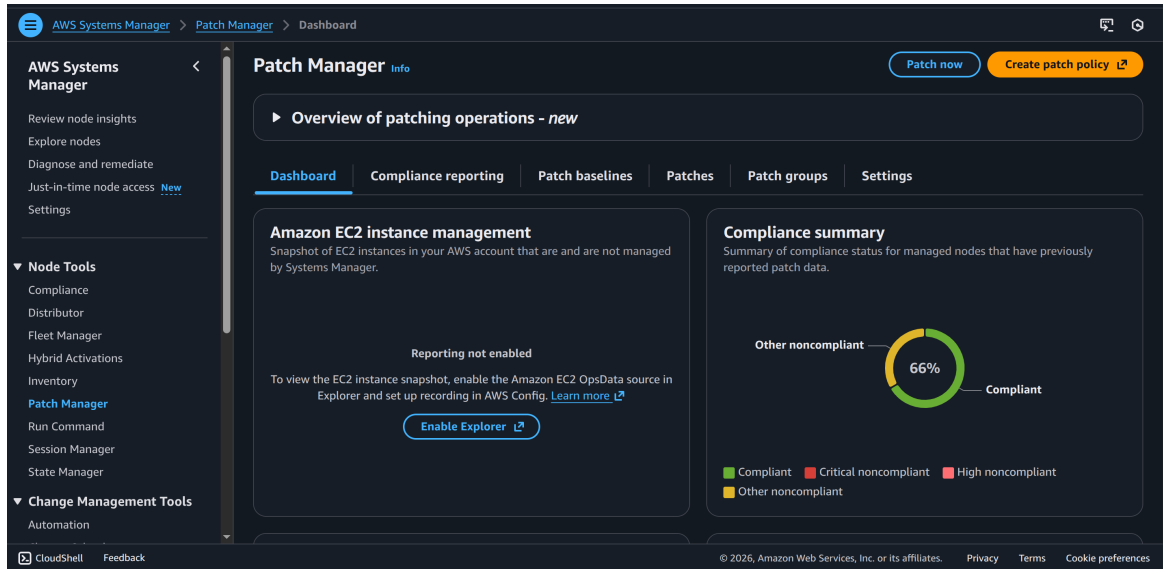 AWS Systems Manager > Patch Manager > Dashboard
AWS Systems
Manager
Review node insights
Explore nodes
Diagnose and remediate
Just-in-time node access New
Settings
Node Tools
Compliance
Distributor
Fleet Manager
Hybrid Activations
Inventory
Patch Manager
Run Command
Session Manager
State Manager
Change Management Tools
Automation
Patch Manager Info
Patch now
Create patch policy
Overview of patching operations - new
Dashboard
Compliance reporting
Patch baselines
Patches
Patch groups
Settings
Amazon EC2 instance management
Snapshot of EC2 instances in your AWS account that are and are not managed
by Systems Manager.
Reporting not enabled
To view the EC2 instance snapshot, enable the Amazon EC2 OpsData source in
Explorer and set up recording in AWS Config. Learn more
Enable Explorer
Compliance summary
Summary of compliance status for managed nodes that have previously
reported patch data.
Other noncompliant
66%
Compliant
Compliant
Critical noncompliant
High noncompliant
Other noncompliant
CloudShell
Feedback
© 2026, Amazon Web Services, Inc. or its affiliates.
Privacy
Terms
Cookie preferences